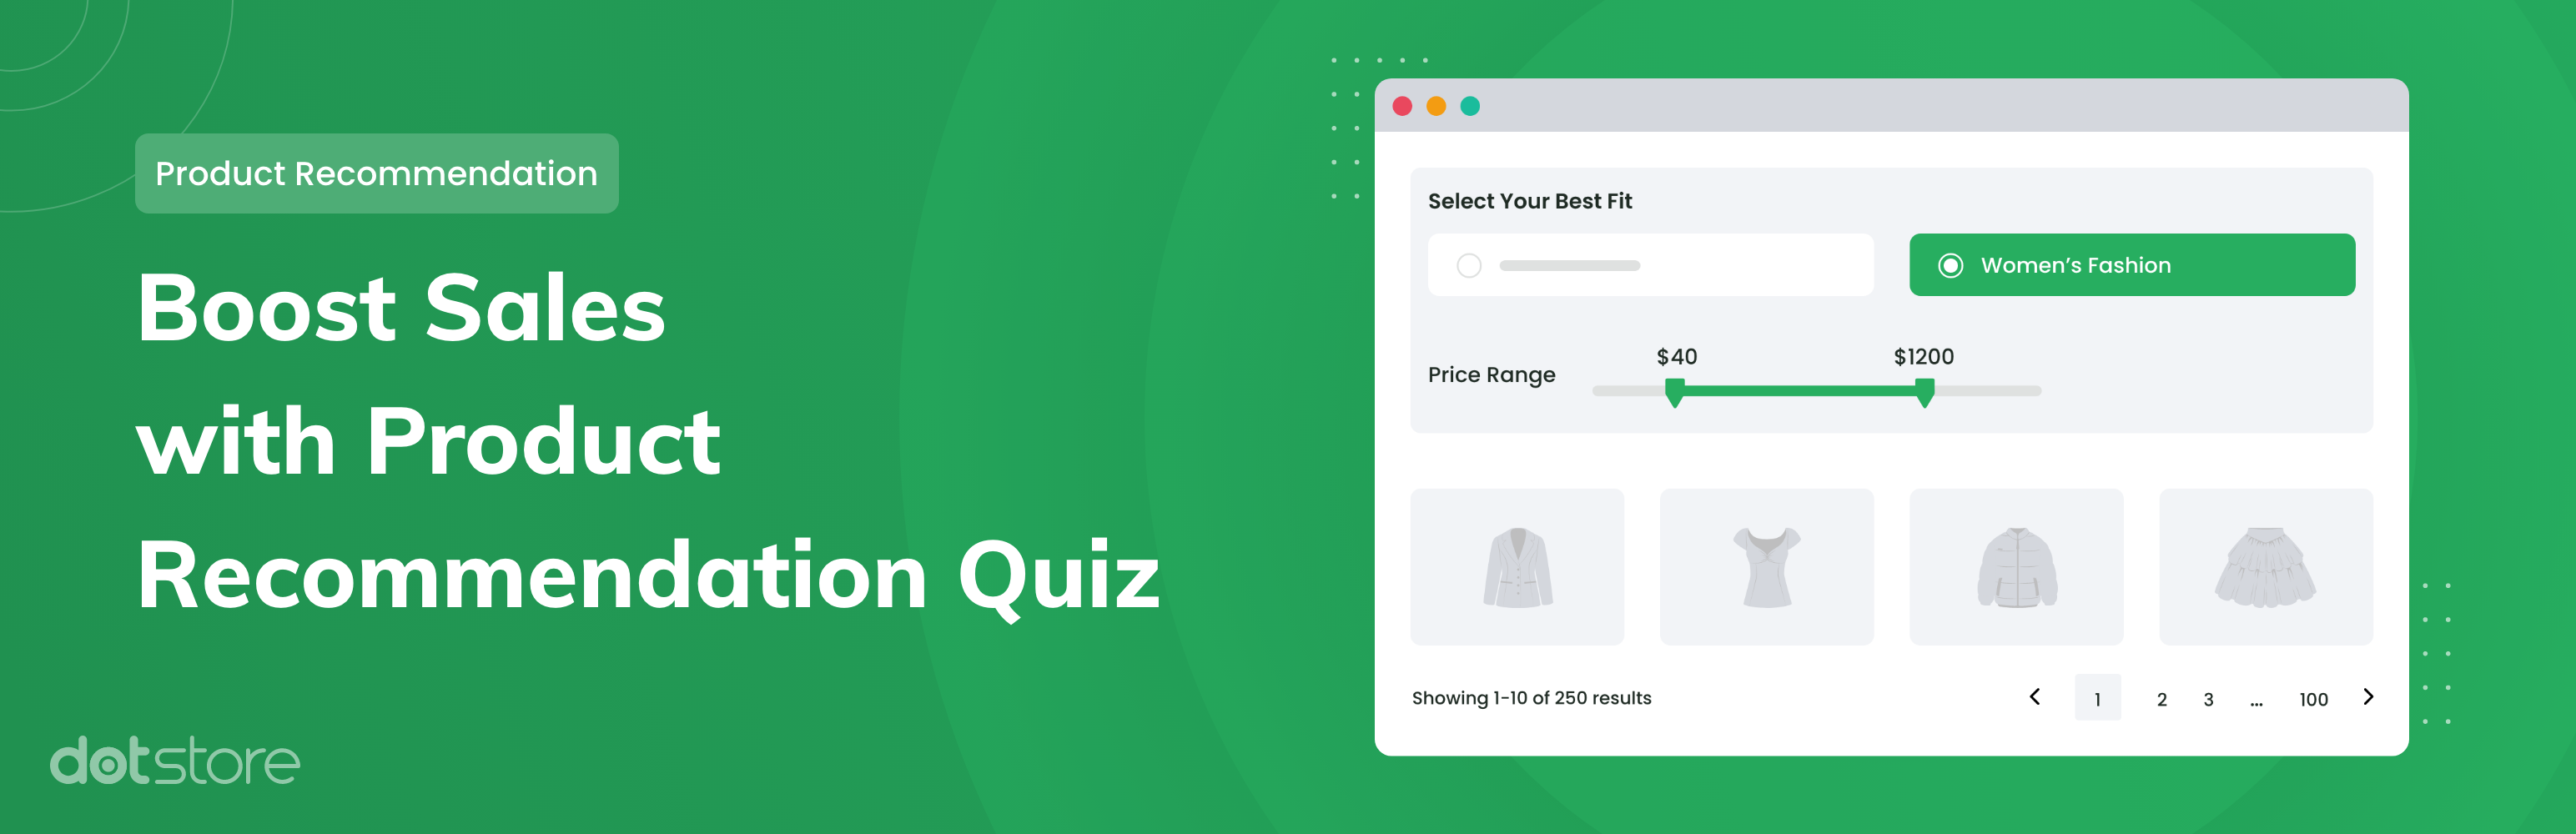 Product Recommendation
Boost Sales
with Product
Recommendation Quiz
dotstore
Select Your Best Fit
Women’s Fashion
$40 $1200
Price Range
Showing 1-10 of 250 results
1 2 3 ... 100